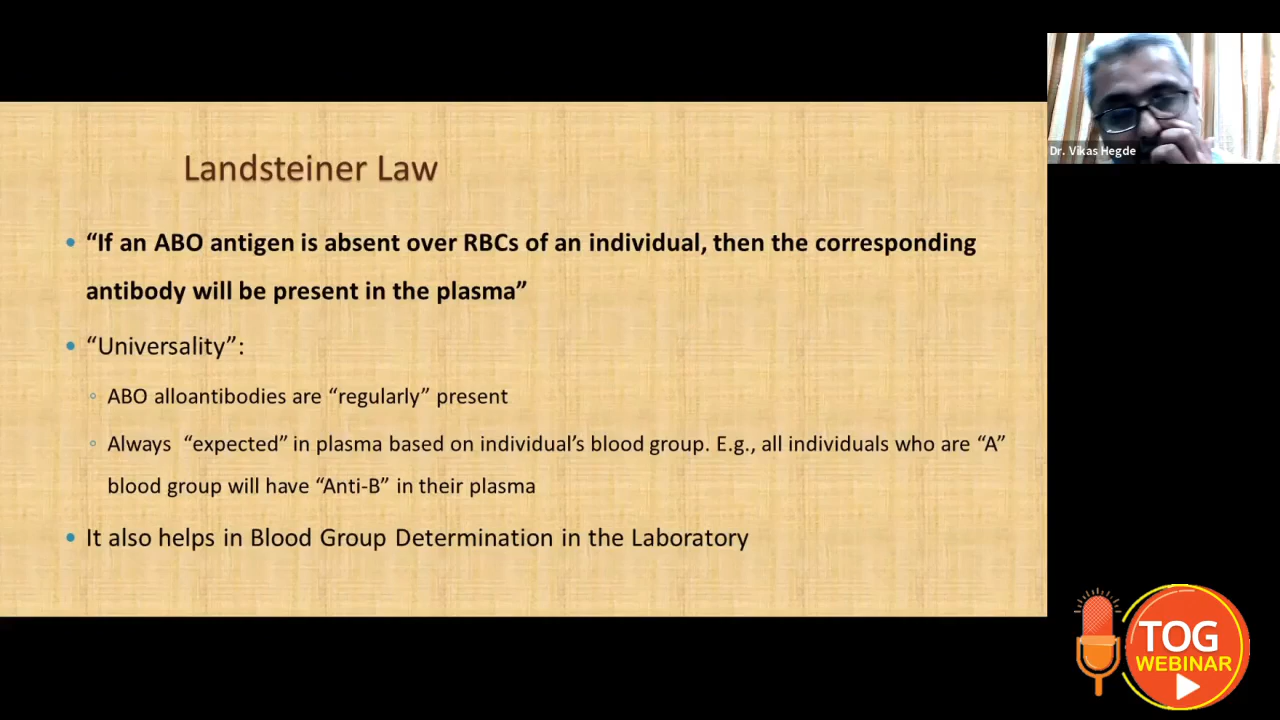 Landsteiner Law
“If an ABO antigen is absent over RBCs of an individual, then the corresponding
antibody will be present in the plasma”
“Universality”:
ABO alloantibodies are “regularly” present
Always “expected” in plasma based on individual’s blood group. E.g., all individuals who are “A”
blood group will have “Anti-B” in their plasma
It also helps in Blood Group Determination in the Laboratory
Dr. Vikas Hegde
TOG
WEBINAR